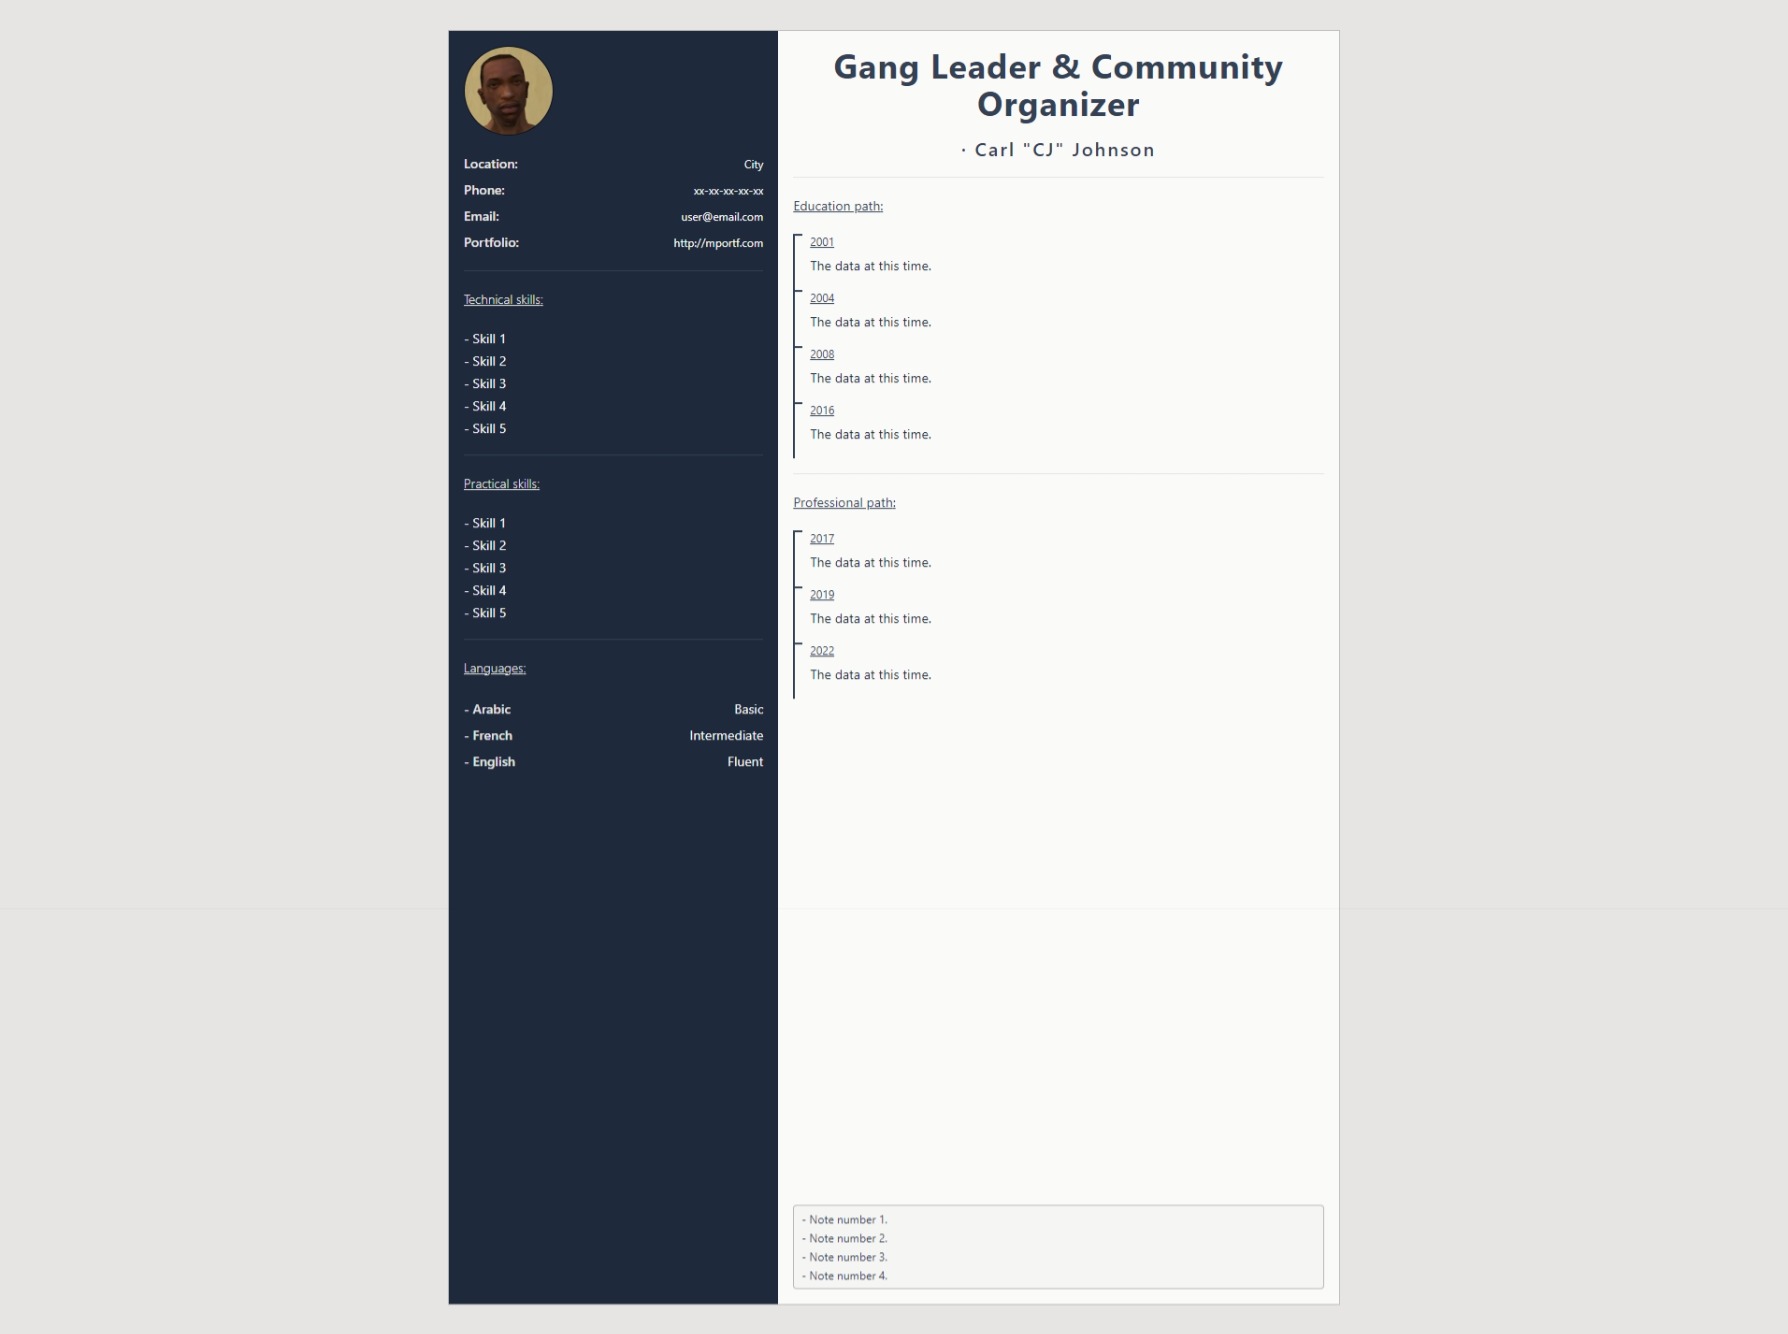 Location: City
Phone: xx-xx-xx-xx-xx
Email: user@email.com
Portfolio: http://mportf.com
Technical skills:
- Skill 1
- Skill 2
- Skill 3
- Skill 4
- Skill 5
Practical skills:
- Skill 1
- Skill 2
- Skill 3
- Skill 4
- Skill 5
Languages:
- Arabic Basic
- French Intermediate
- English Fluent
Gang Leader & Community
Organizer
· Carl "CJ" Johnson
Education path:
2001
The data at this time.
2004
The data at this time.
2008
The data at this time.
2016
The data at this time.
Professional path:
2017
The data at this time.
2019
The data at this time.
2022
The data at this time.
- Note number 1.
- Note number 2.
- Note number 3.
- Note number 4.